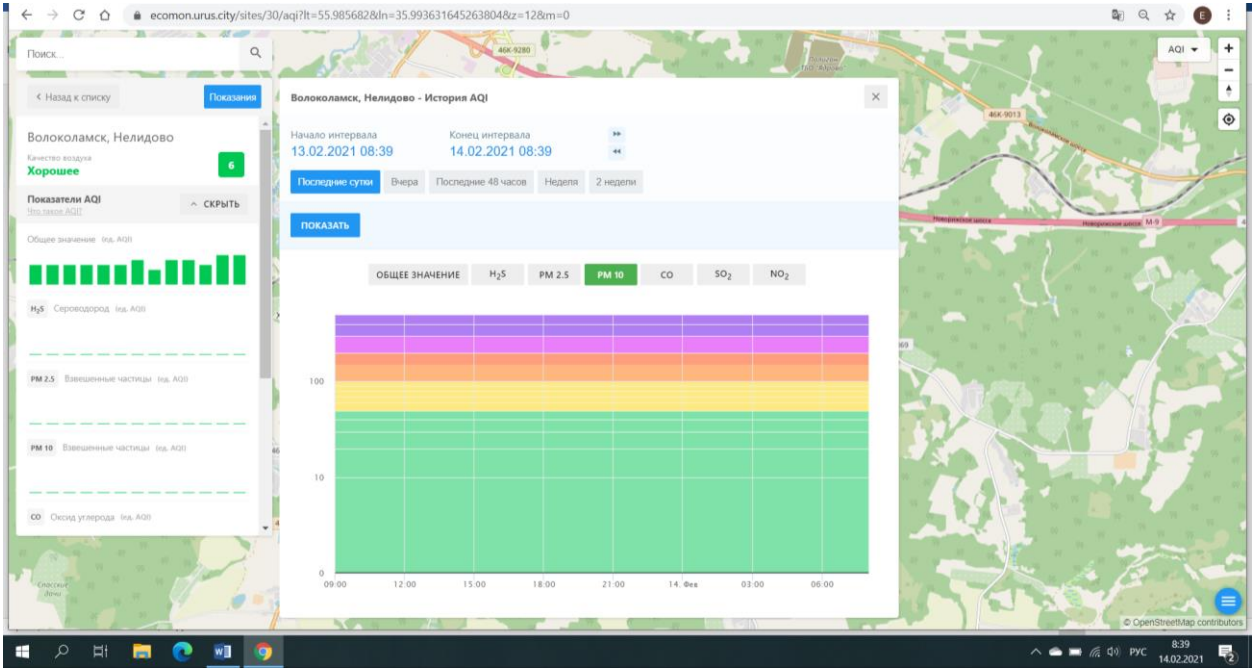 ecomon.urus.city/sites/30/aqi?lt=55.985682&ln=35.993631645263804&z=12&m=0
E
Поиск...
46К-9280
AQI
Назад к списку
Показания
Волоколамск, Нелидово
Качество воздуха
Хорошее
6
Показатели AQI
Что такое AQI?
СКРЫТЬ
Общее значение (ед. AQI)
H₂S Сероводород (ед. AQI)
PM 2.5 Взвешенные частицы (ед. AQI)
PM 10 Взвешенные частицы (ед. AQI)
CO Оксид углерода (ед. AQI)
Волоколамск, Нелидово - История AQI
Начало интервала
Конец интервала
13.02.2021 08:39
14.02.2021 08:39
Последние сутки
Вчера
Последние 48 часов
Неделя
2 недели
ПОКАЗАТЬ
ОБЩЕЕ ЗНАЧЕНИЕ
H₂S
PM 2.5
PM 10
CO
SO₂
NO₂
100
10
0
09:00 12:00 15:00 18:00 21:00 14. Фев 03:00 06:00
46К-9013
Волоколамское шоссе
Новорижское шоссе
Новорижское шоссе
М-9
© OpenStreetMap contributors
РУС
8:39
14.02.2021
2